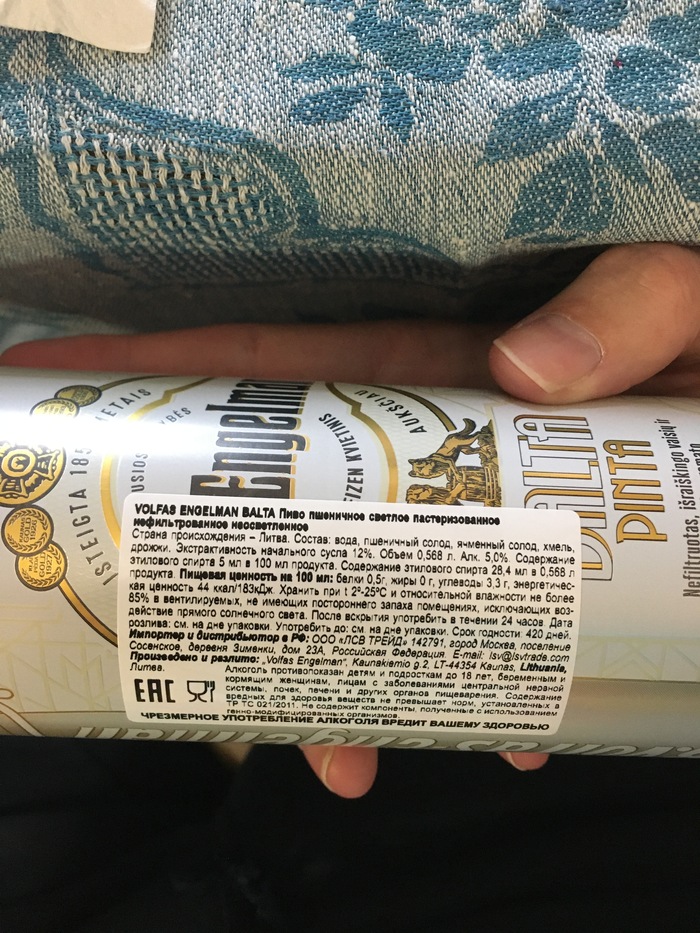 VOLFAS ENGELMAN BALTA Пиво пшеничное светлое пастеризованное
нефильтрованное неосветленное
Страна происхождения – Литва. Состав: вода, пшеничный солод, ячменный солод, хмель,
дрожжи. Экстрактивность начального сусла 12%. Объем 0,568 л. Алк. 5,0%. Содержание
этилового спирта 5 мл в 100 мл продукта. Содержание этилового спирта 28,4 мл в 0,568 л
продукта. Пищевая ценность на 100 мл: белки 0,5г, жиры 0 г, углеводы 3,3 г, энергетичес-
кая ценность 44 ккал/183кДж. Хранить при t 2º-25ºС и относительной влажности не более
85% в вентилируемых, не имеющих постороннего запаха помещениях, исключающих воз-
действие прямого солнечного света. После вскрытия употребить в течении 24 часов. Дата
розлива: см. на дне упаковки. Употребить до: см. на дне упаковки. Срок годности: 420 дней.
Импортер и дистрибьютор в РФ: ООО «ЛСВ ТРЕЙД» 142791, город Москва, поселение
Сосенское, деревня Зименки, дом 23А, Российская Федерация. E-mail: lsv@lsvtrade.com
Произведено и разлито: „Volfas Engelman", Kaunakiemio g.2, LT-44354 Kaunas, Lithuania,
Литва.
Алкоголь противопоказан детям и подросткам до 18 лет, беременным и
кормящим женщинам, лицам с заболеваниями центральной нервной
системы, почек, печени и других органов пищеварения. Содержание
вредных для здоровья веществ не превышает норм, установленных в
ТР ТС 021/2011. Не содержит компоненты, полученные с использованием
генно-модифицированных организмов.
EAC
ЧРЕЗМЕРНОЕ УПОТРЕБЛЕНИЕ АЛКОГОЛЯ ВРЕДИТ ВАШЕМУ ЗДОРОВЬЮ
ISTEIGTA 185
METAIS
Engelman
KVIETINIS
AUKŠČIAU
BALTA
PINTA
Nefiltruotas, išraiškingo vaisių ir